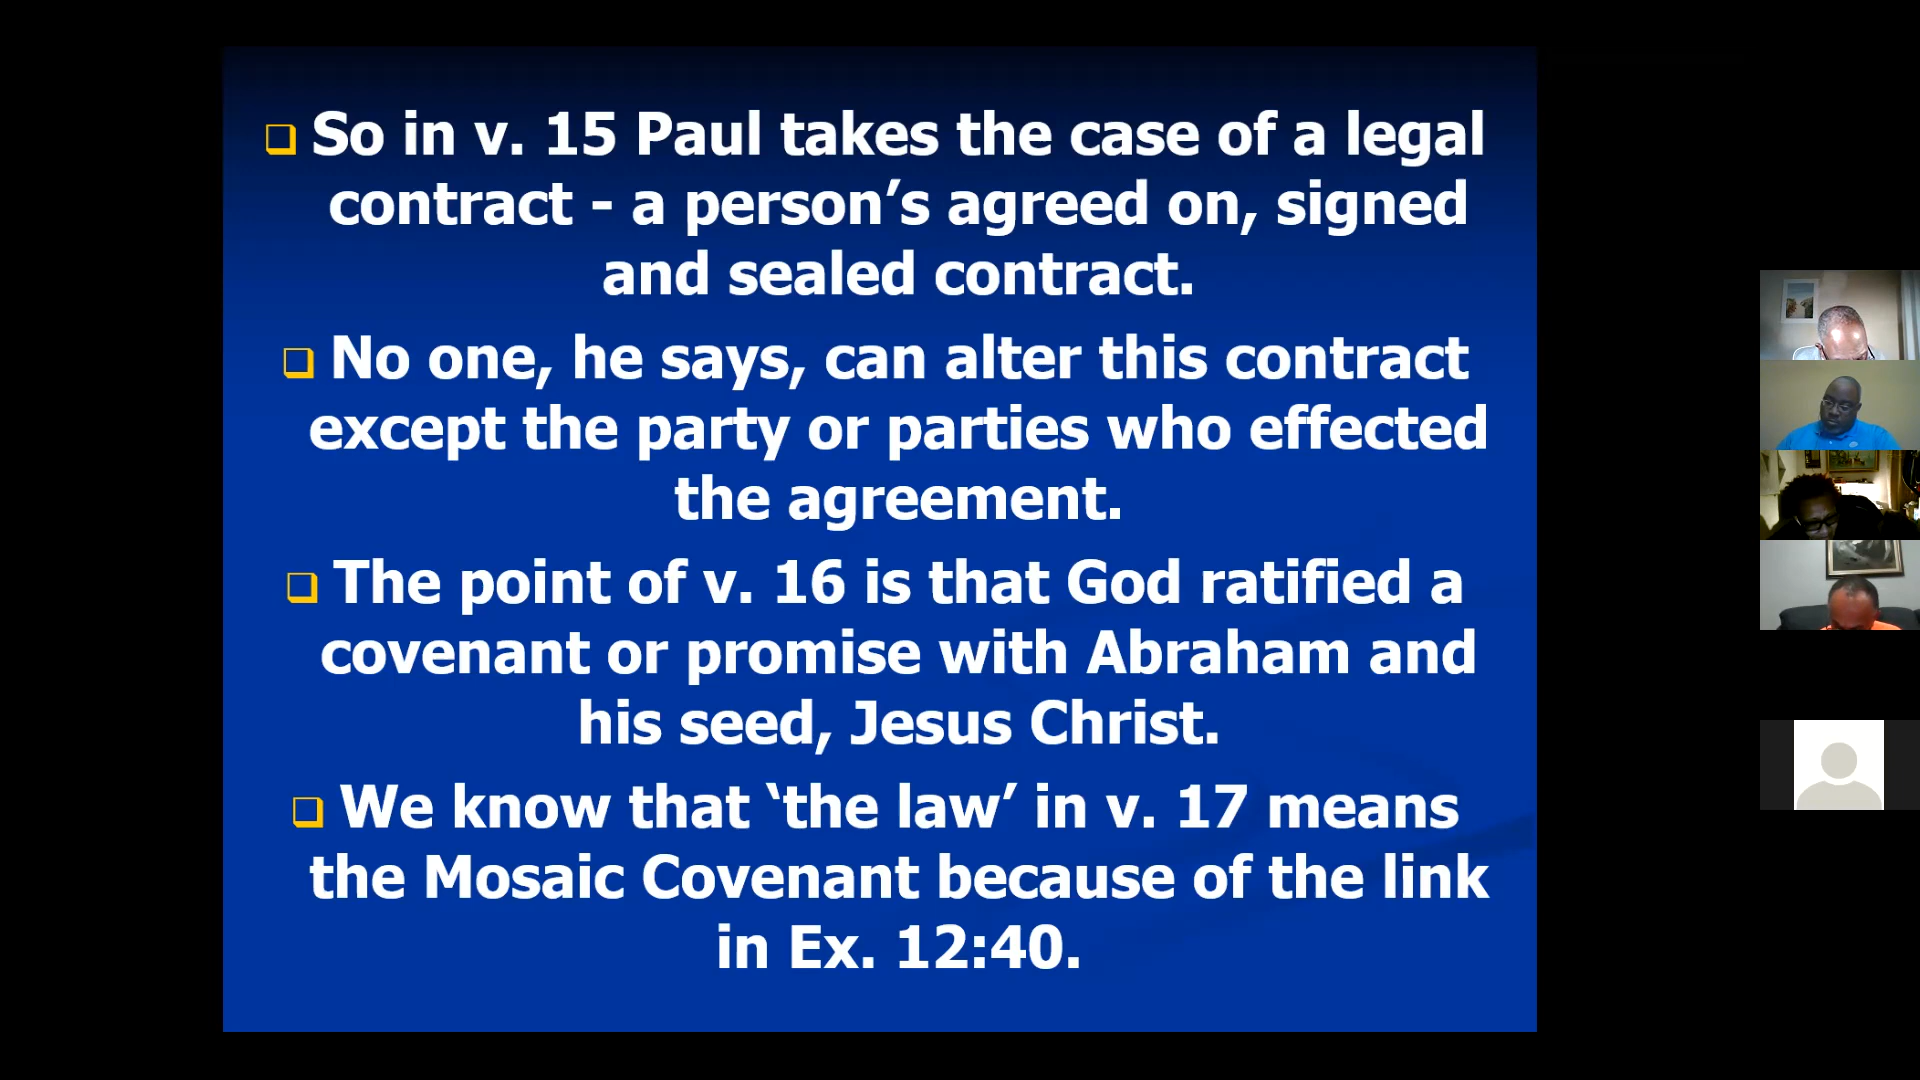 So in v. 15 Paul takes the case of a legal
contract - a person’s agreed on, signed
and sealed contract.
No one, he says, can alter this contract
except the party or parties who effected
the agreement.
The point of v. 16 is that God ratified a
covenant or promise with Abraham and
his seed, Jesus Christ.
We know that ‘the law’ in v. 17 means
the Mosaic Covenant because of the link
in Ex. 12:40.